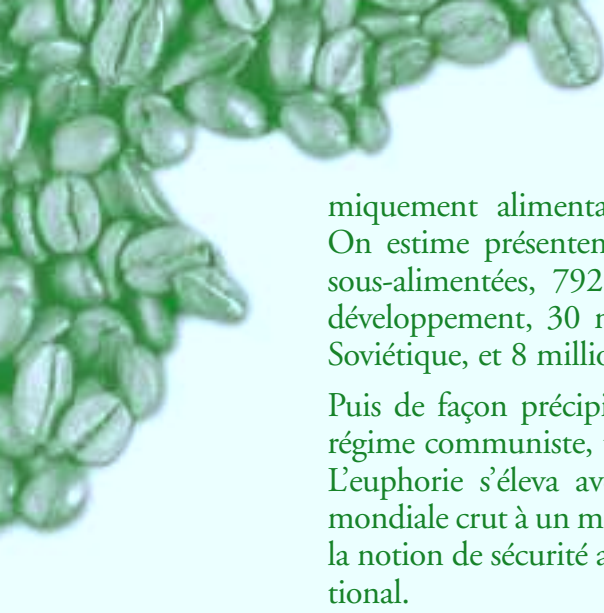 miquement alimenta
On estime présenten
sous-alimentées, 792
développement, 30 n
Soviétique, et 8 millio
Puis de façon précipi
régime communiste,
L'euphorie s'éleva av
mondiale crut à un m
la notion de sécurité a
tional.